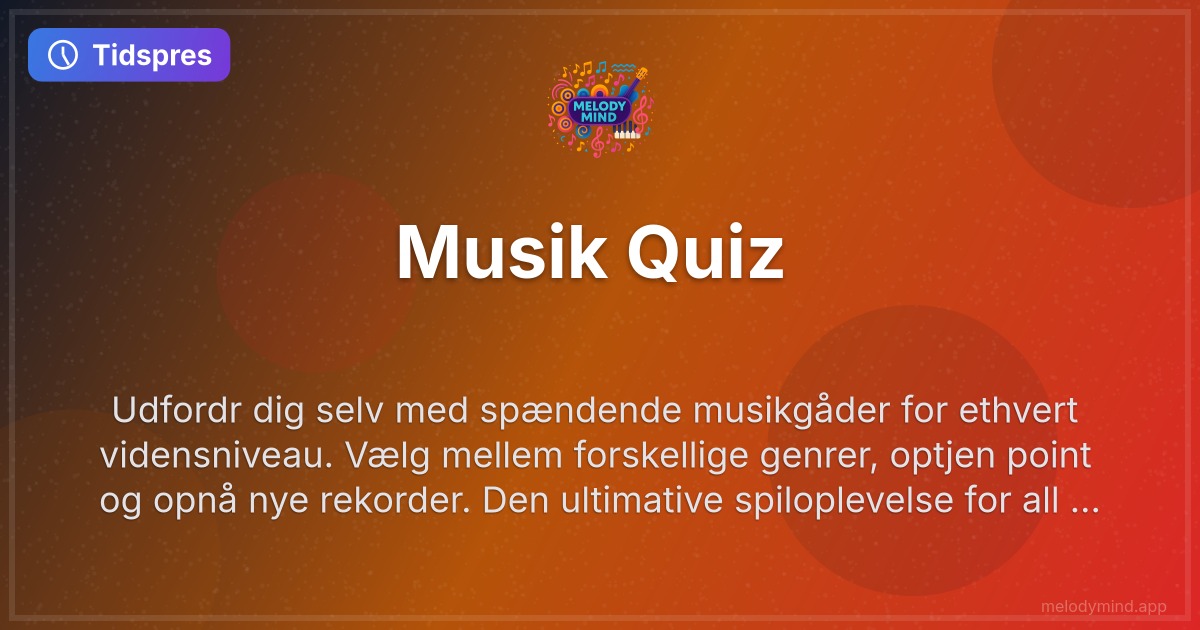 Tidspres
MELODY
MIND
Musik Quiz
Udfordr dig selv med spændende musikgåder for ethvert
vidensniveau. Vælg mellem forskellige genrer, optjen point
og opnå nye rekorder. Den ultimative spiloplevelse for all ...
melodymind.app